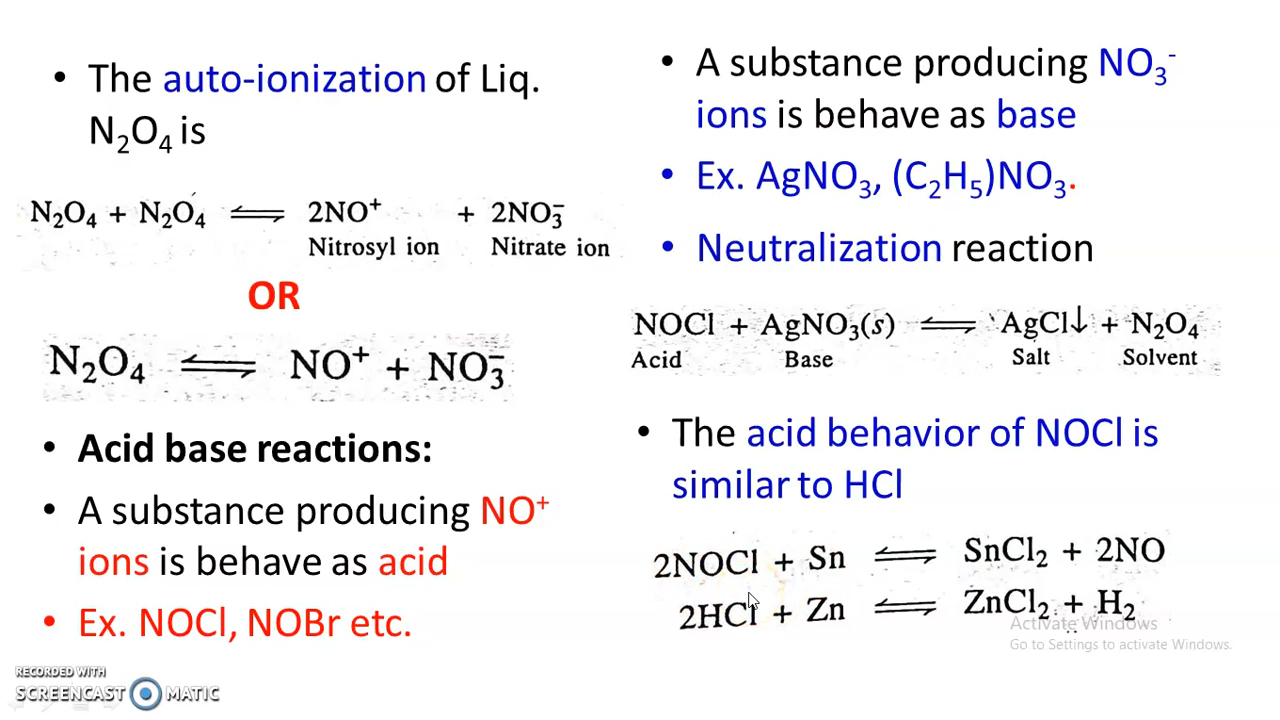 • The auto-ionization of Liq.
N₂O₄ is
N₂O₄ + N₂O₄ ⇌ 2NO⁺ + 2NO₃⁻
Nitrosyl ion Nitrate ion
OR
N₂O₄ ⇌ NO⁺ + NO₃⁻
• Acid base reactions:
• A substance producing NO⁺
ions is behave as acid
• Ex. NOCl, NOBr etc.
• A substance producing NO₃⁻
ions is behave as base
• Ex. AgNO₃, (C₂H₅)NO₃.
• Neutralization reaction
NOCl + AgNO₃(s) ⇌ AgCl↓ + N₂O₄
Acid Base Salt Solvent
• The acid behavior of NOCl is
similar to HCl
2NOCl + Sn ⇌ SnCl₂ + 2NO
2HCl + Zn ⇌ ZnCl₂ + H₂
Activate Windows
Go to Settings to activate Windows.
RECORDED WITH
SCREENCAST MATIC